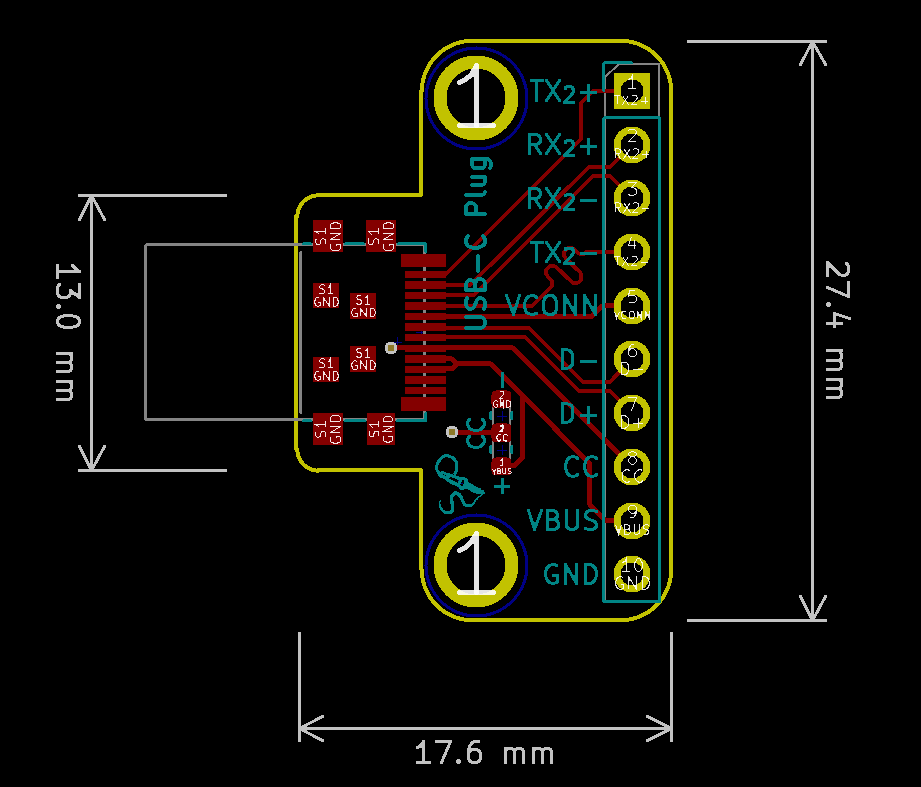 1
TX2+
1
TX2+
RX2+
2
RX2+
RX2-
3
RX2-
TX2-
4
TX2-
VCONN
5
VCONN
D-
6
D-
D+
7
D+
CC
8
CC
VBUS
9
VBUS
GND
10
GND
USB-C Plug
S1
GND
S1
GND
S1
GND
S1
GND
S1
GND
S1
GND
S1
GND
S1
GND
-
2
GND
CC
CC
1
VBUS
+
SP
1
13.0 mm
27.4 mm
17.6 mm